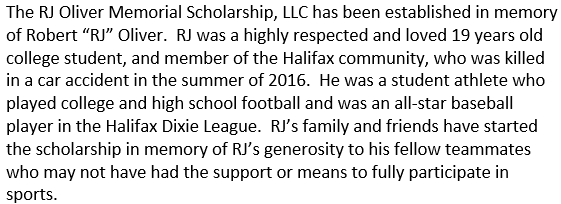 The RJ Oliver Memorial Scholarship, LLC has been established in memory
of Robert “RJ” Oliver.  RJ was a highly respected and loved 19 years old
college student, and member of the Halifax community, who was killed
in a car accident in the summer of 2016.  He was a student athlete who
played college and high school football and was an all-star baseball
player in the Halifax Dixie League.  RJ’s family and friends have started
the scholarship in memory of RJ’s generosity to his fellow teammates
who may not have had the support or means to fully participate in
sports.